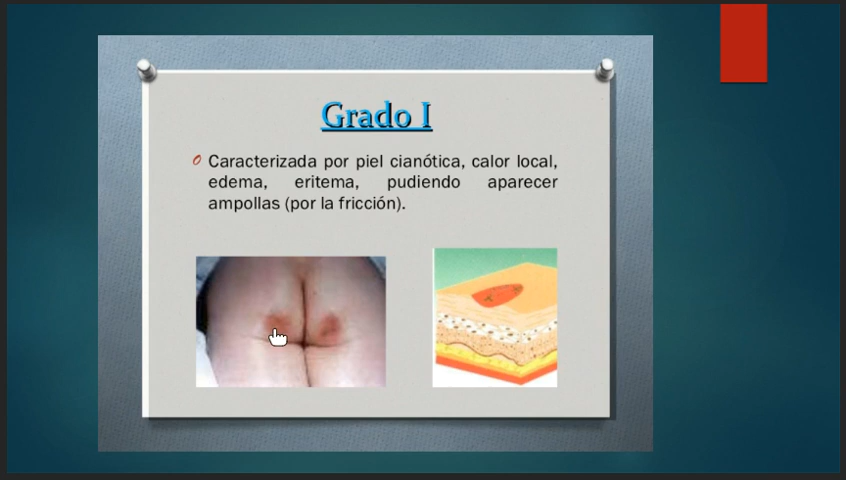 Grado I
Caracterizada por piel cianótica, calor local,
edema, eritema, pudiendo aparecer
ampollas (por la fricción).